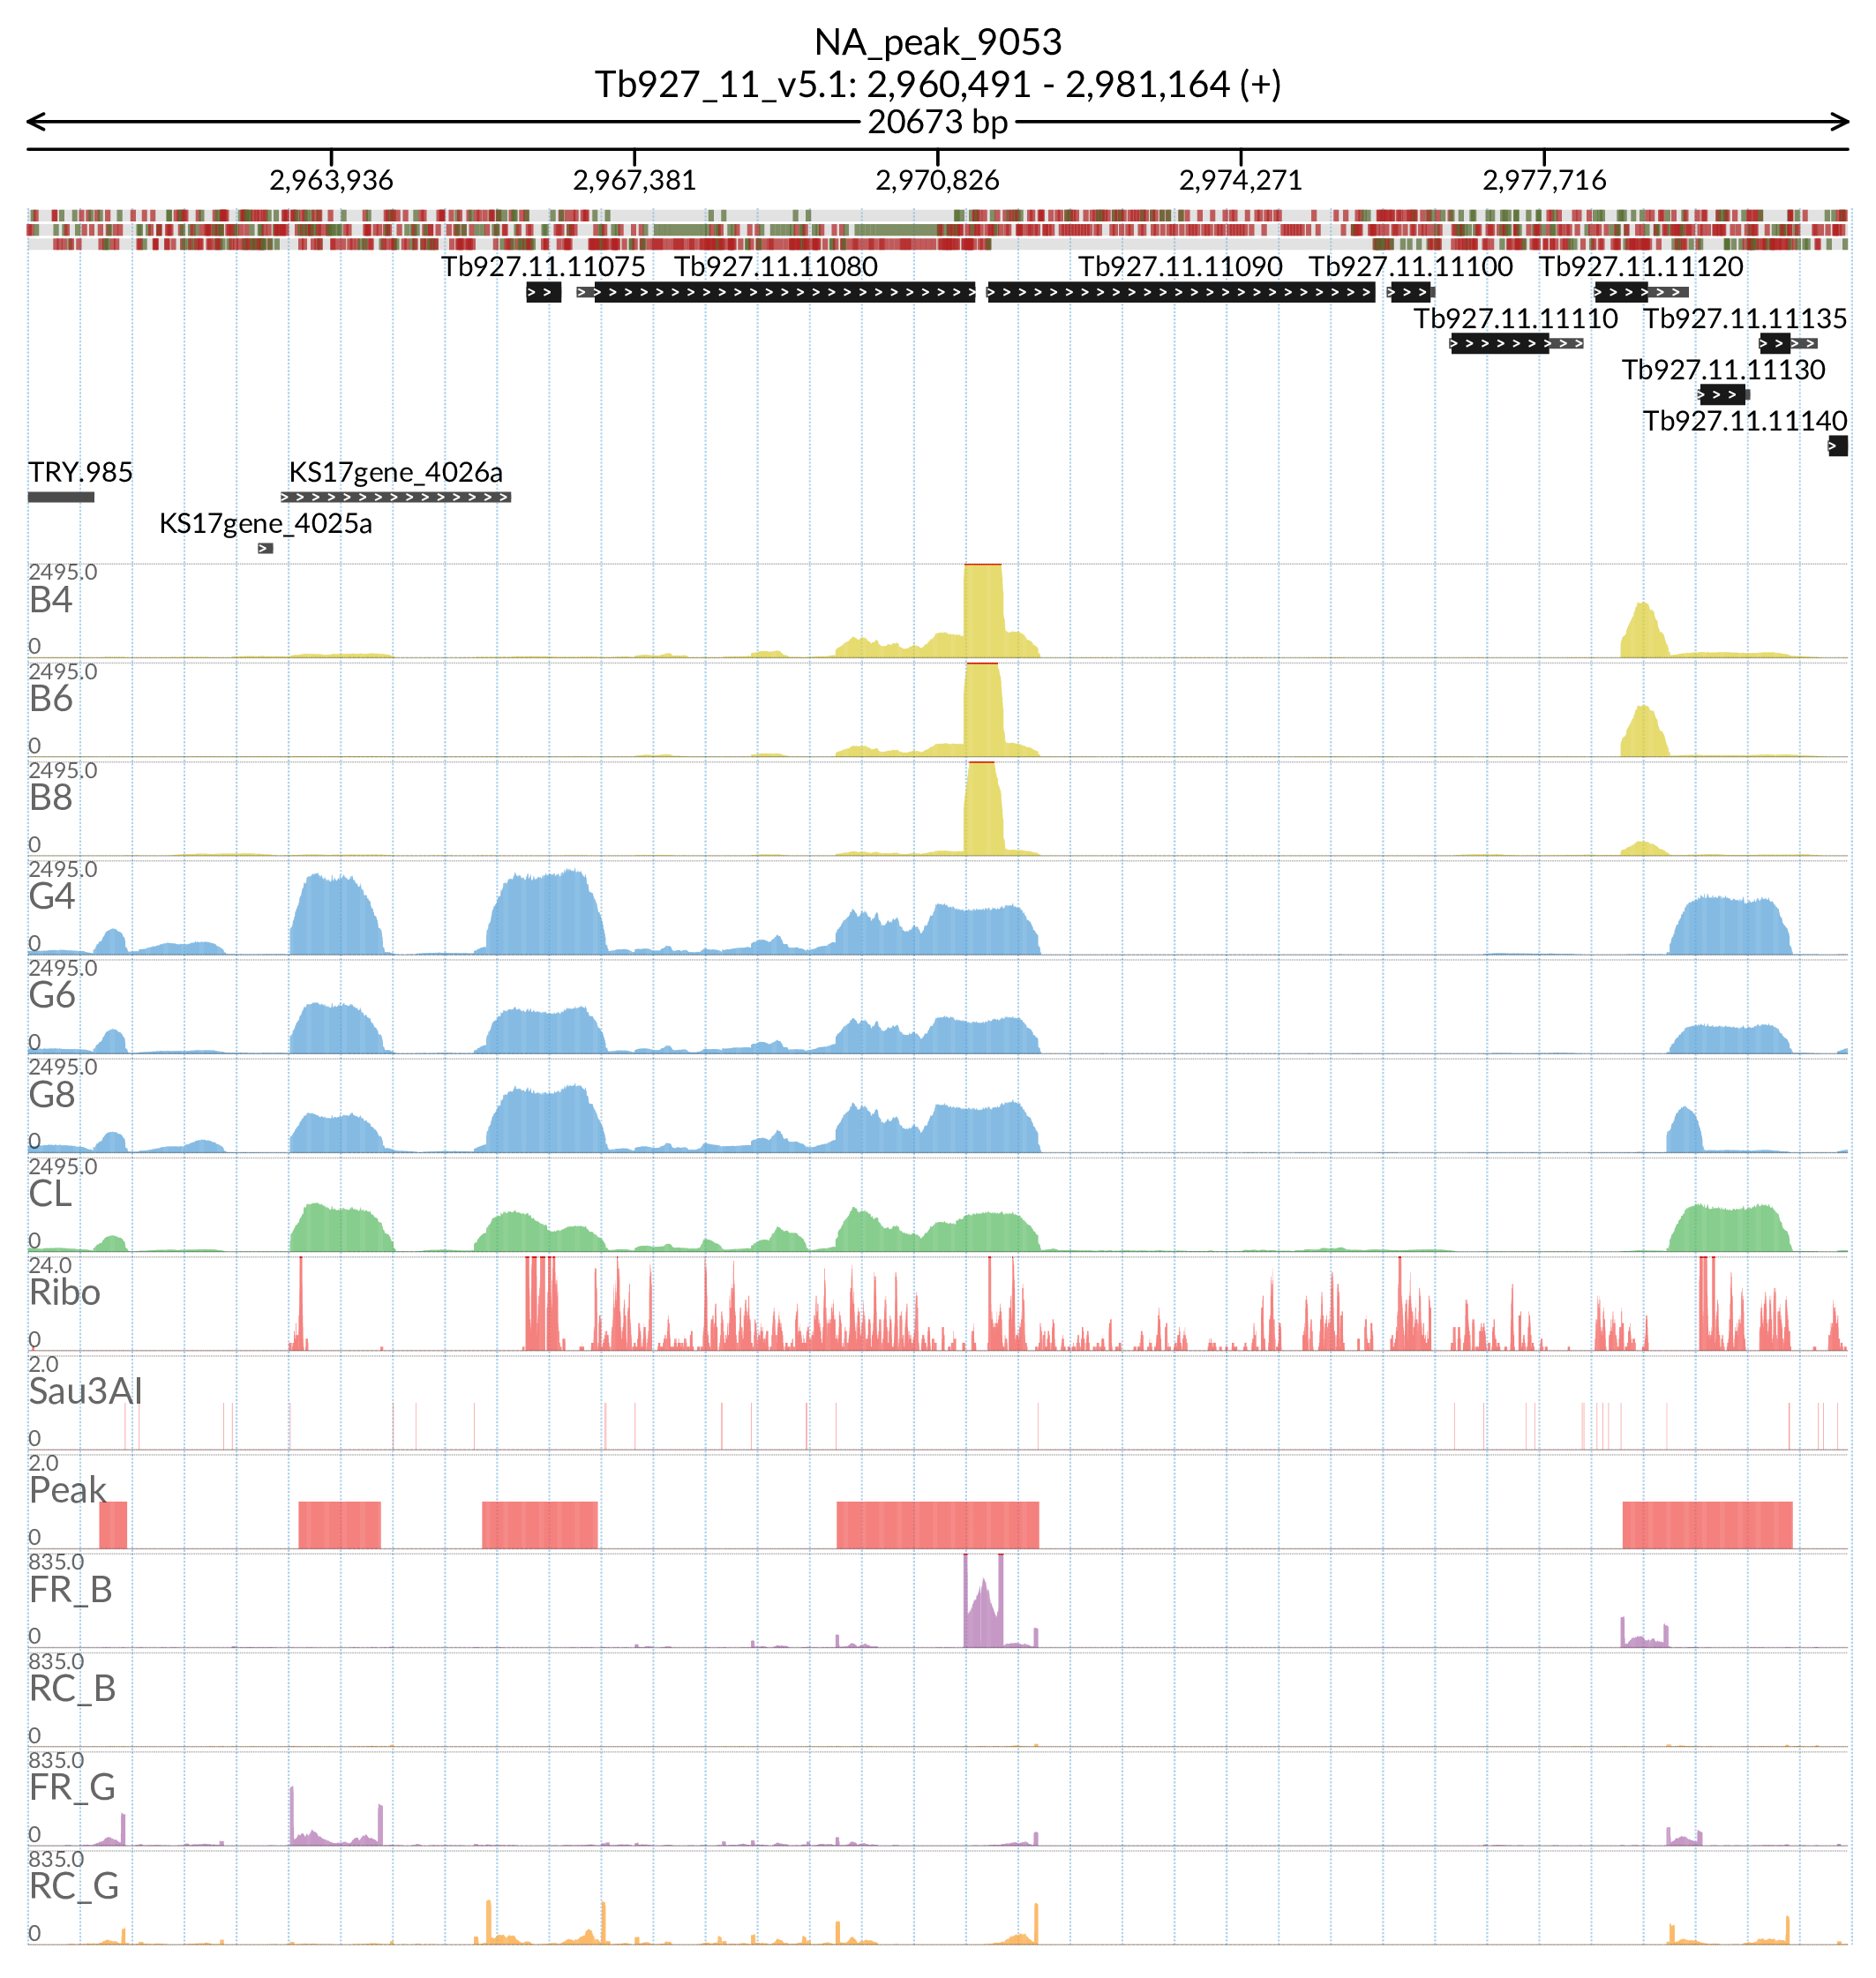 NA_peak_9053
Tb927_11_v5.1: 2,960,491 - 2,981,164 (+)
20673 bp
2,963,936 2,967,381 2,970,826 2,974,271 2,977,716
Tb927.11.11075 Tb927.11.11080 Tb927.11.11090 Tb927.11.11100 Tb927.11.11120
Tb927.11.11110 Tb927.11.11135
Tb927.11.11130
Tb927.11.11140
TRY.985 KS17gene_4026a
KS17gene_4025a
2495.0
B4
0
2495.0
B6
0
2495.0
B8
0
2495.0
G4
0
2495.0
G6
0
2495.0
G8
0
2495.0
CL
0
24.0
Ribo
0
2.0
Sau3AI
0
2.0
Peak
0
835.0
FR_B
0
835.0
RC_B
0
835.0
FR_G
0
835.0
RC_G
0